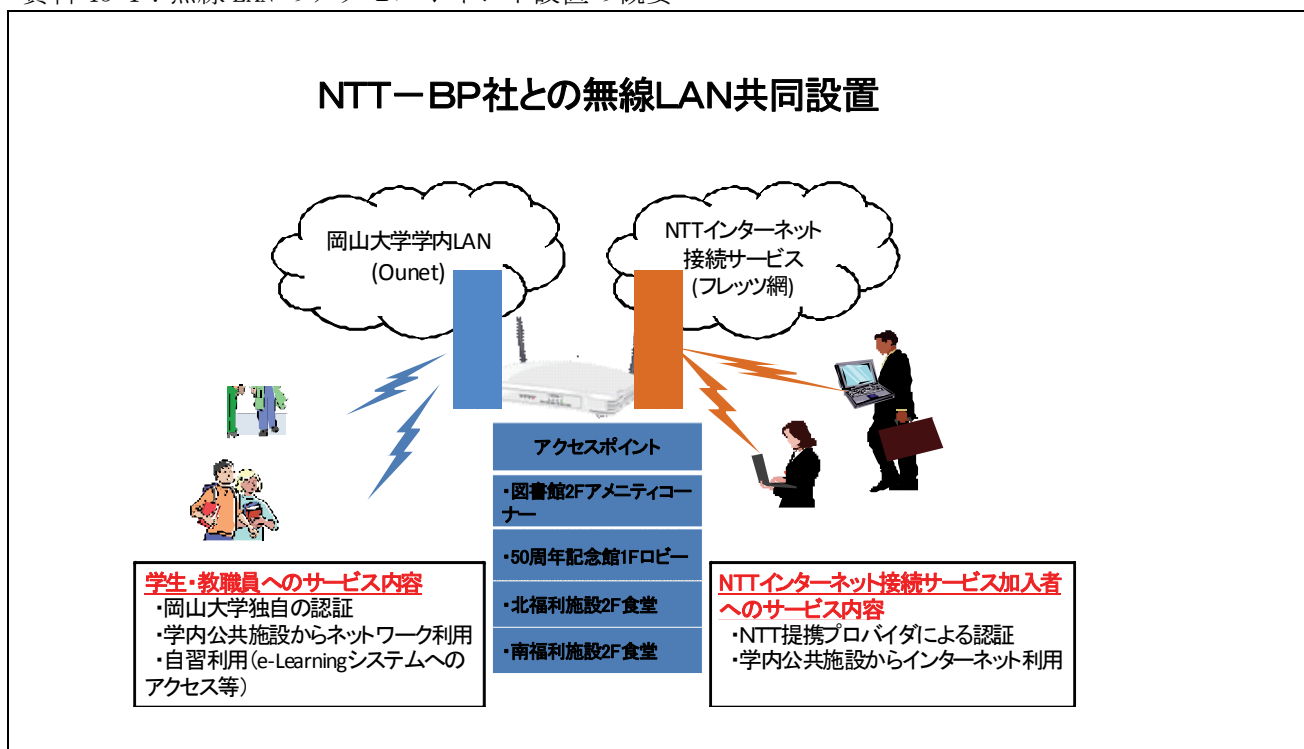 NTT－BP社との無線LAN共同設置
岡山大学学内LAN
(Ounet)
NTTインターネット
接続サービス
(フレッツ網)
アクセスポイント
・図書館2Fアメニティコー
ナー
・50周年記念館1Fロビー
・北福利施設2F食堂
・南福利施設2F食堂
学生・教職員へのサービス内容
・岡山大学独自の認証
・学内公共施設からネットワーク利用
・自習利用（e-Learningシステムへの
アクセス等）
NTTインターネット接続サービス加入者
へのサービス内容
・NTT提携プロバイダによる認証
・学内公共施設からインターネット利用